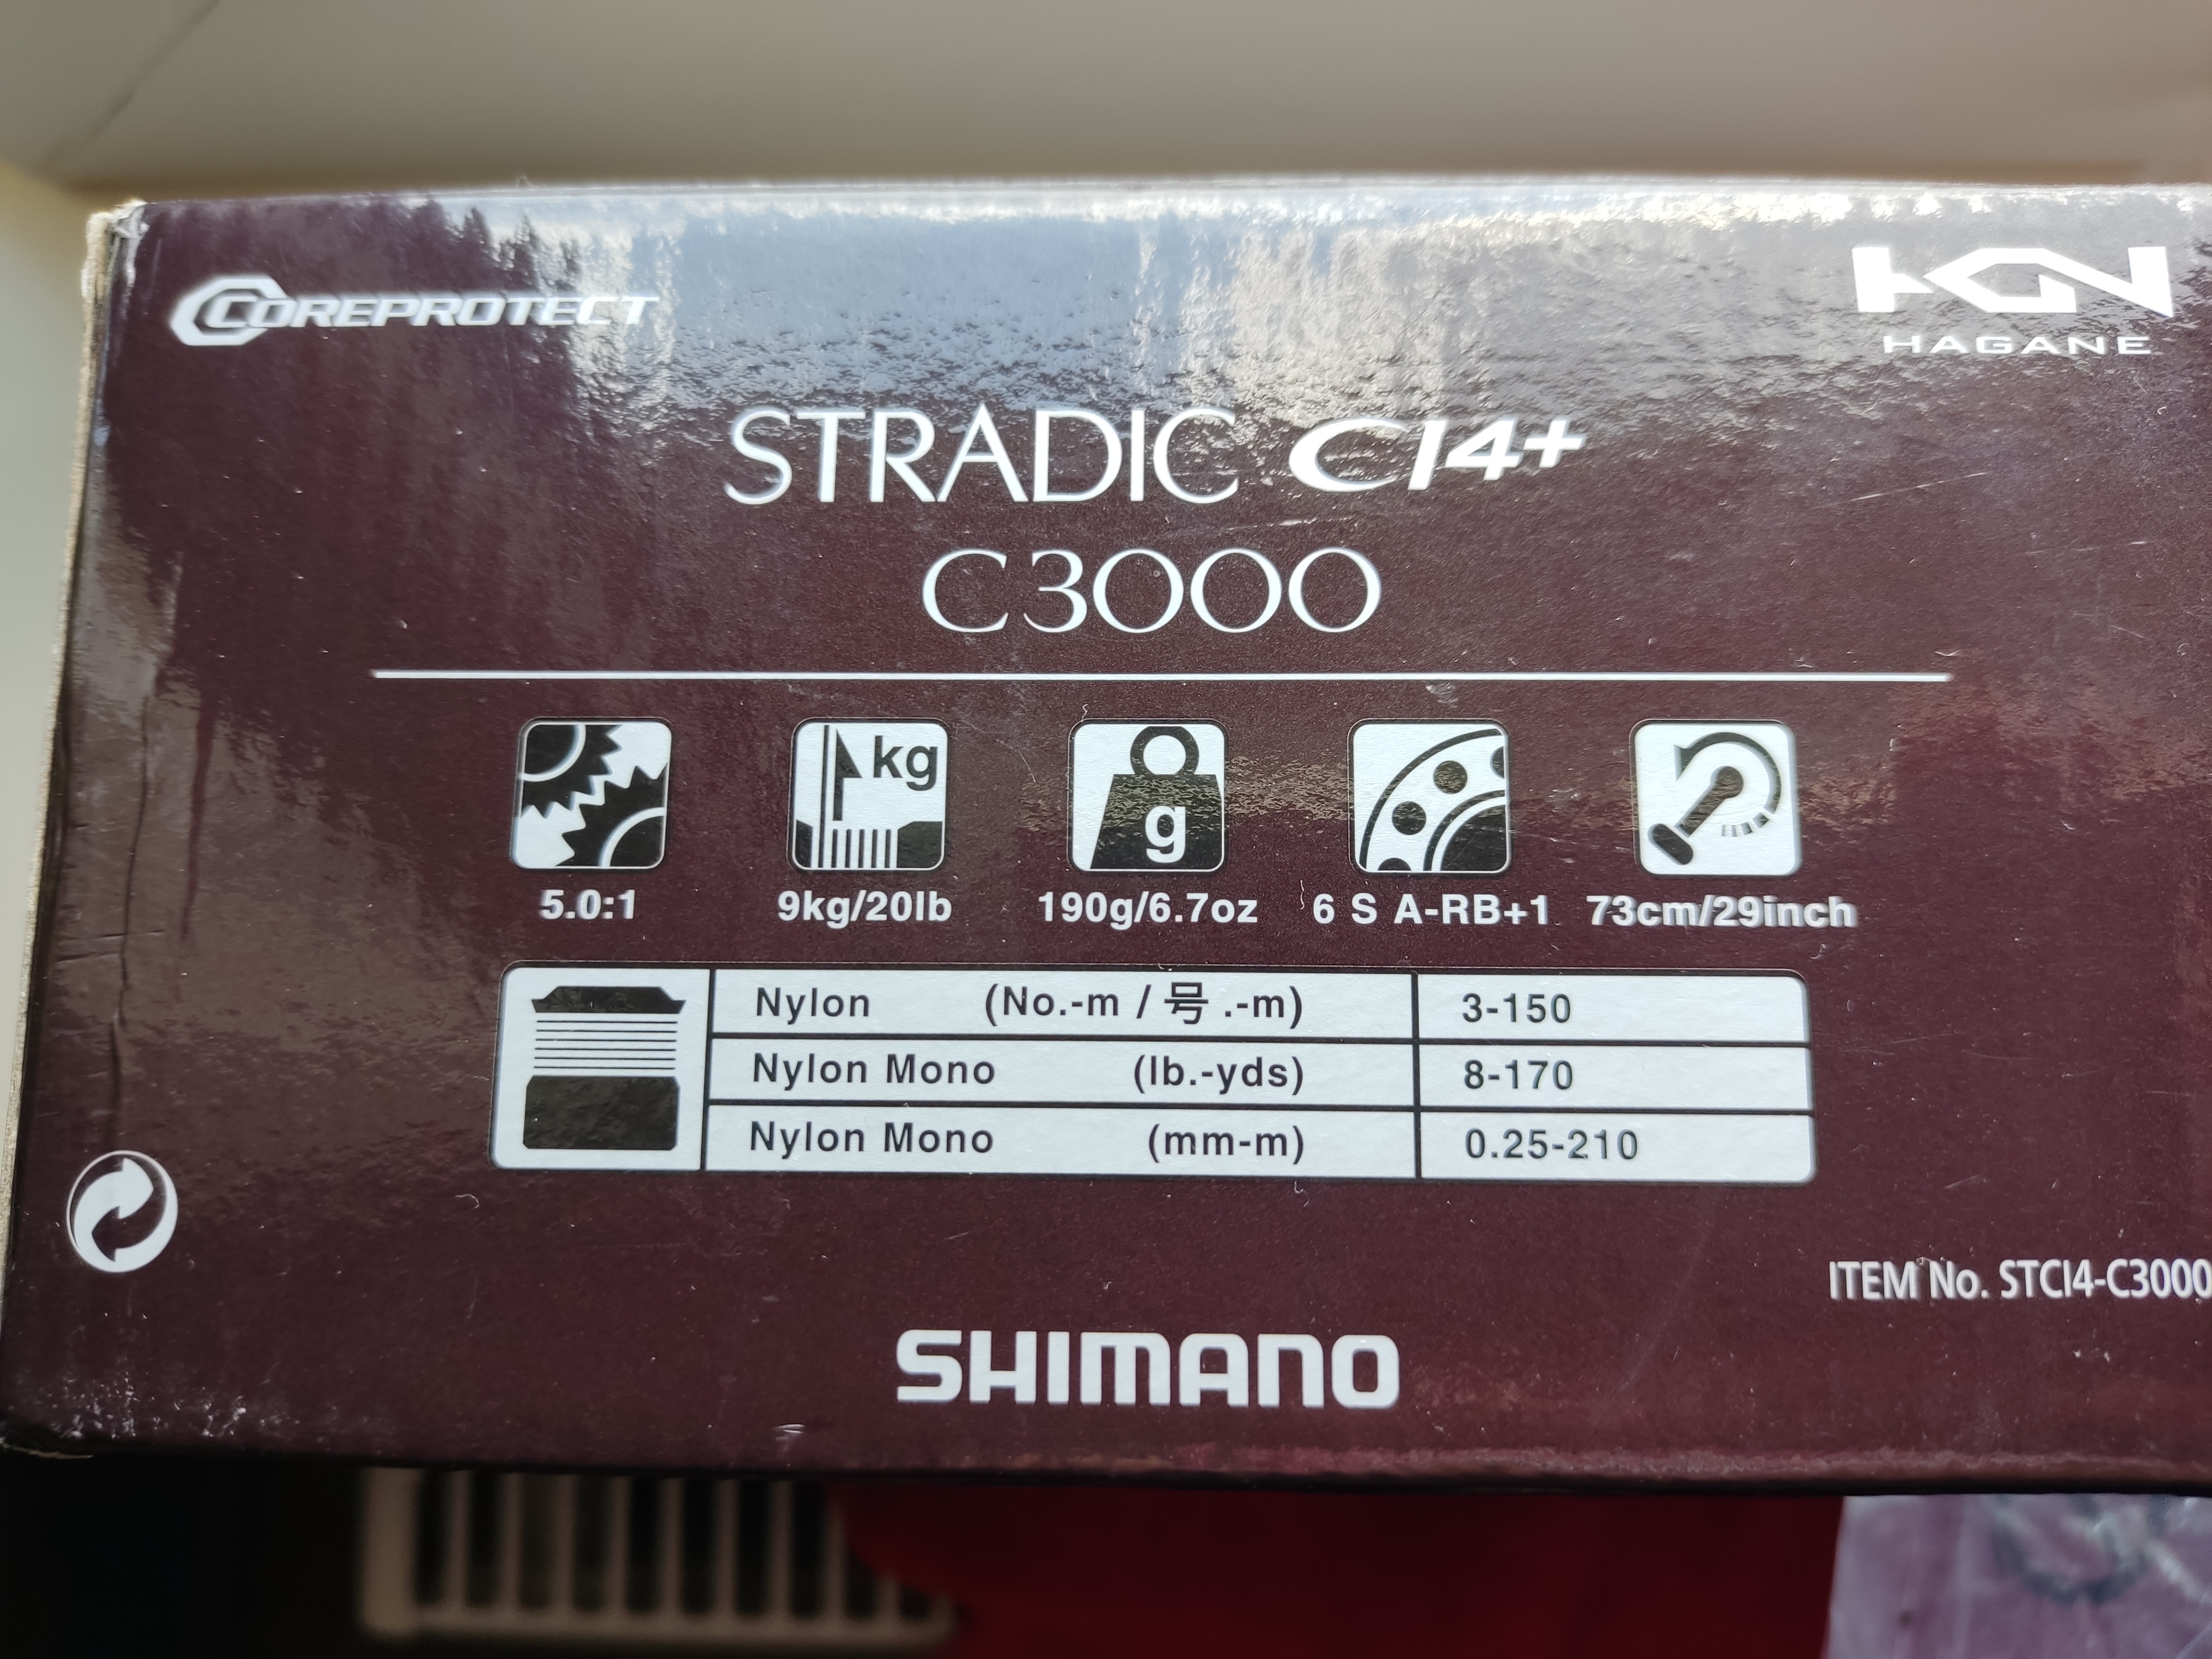 COREPROTECT
HAGANE
STRADIC CI4+
C3000
kg
g
5.0:1 9kg/20lb 190g/6.7oz 6 S A-RB+1 73cm/29inch
Nylon (No.-m / 号 .-m) 3-150
Nylon Mono (lb.-yds) 8-170
Nylon Mono (mm-m) 0.25-210
ITEM No. STCI4-C3000
SHIMANO